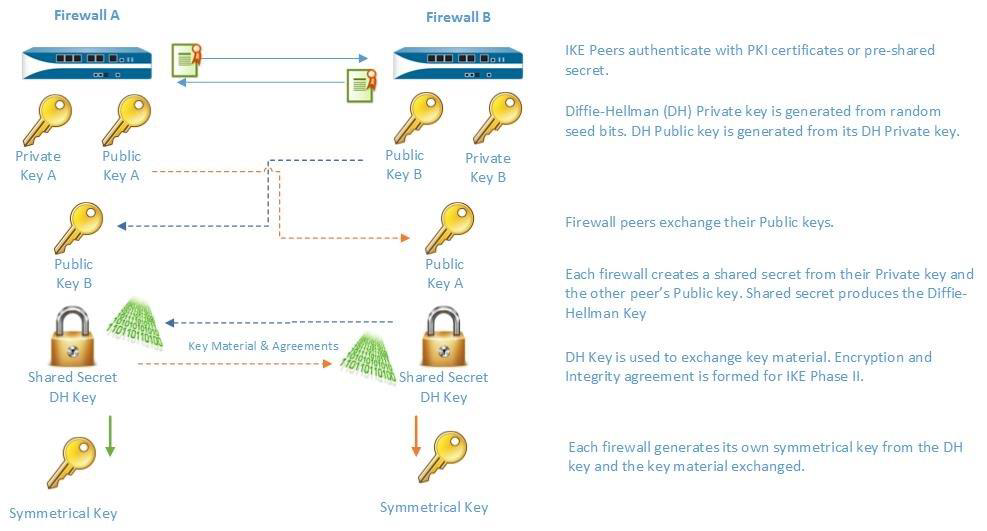 Firewall A
Firewall B
IKE Peers authenticate with PKI certificates or pre-shared
secret.
Diffie-Hellman (DH) Private key is generated from random
seed bits. DH Public key is generated from its DH Private key.
Private
Key A
Public
Key A
Public
Key B
Private
Key B
Firewall peers exchange their Public keys.
Public
Key B
Public
Key A
Each firewall creates a shared secret from their Private key and
the other peer's Public key. Shared secret produces the Diffie-
Hellman Key
Key Material & Agreements
DH Key is used to exchange key material. Encryption and
Integrity agreement is formed for IKE Phase II.
Shared Secret
DH Key
Shared Secret
DH Key
Each firewall generates its own symmetrical key from the DH
key and the key material exchanged.
Symmetrical Key
Symmetrical Key